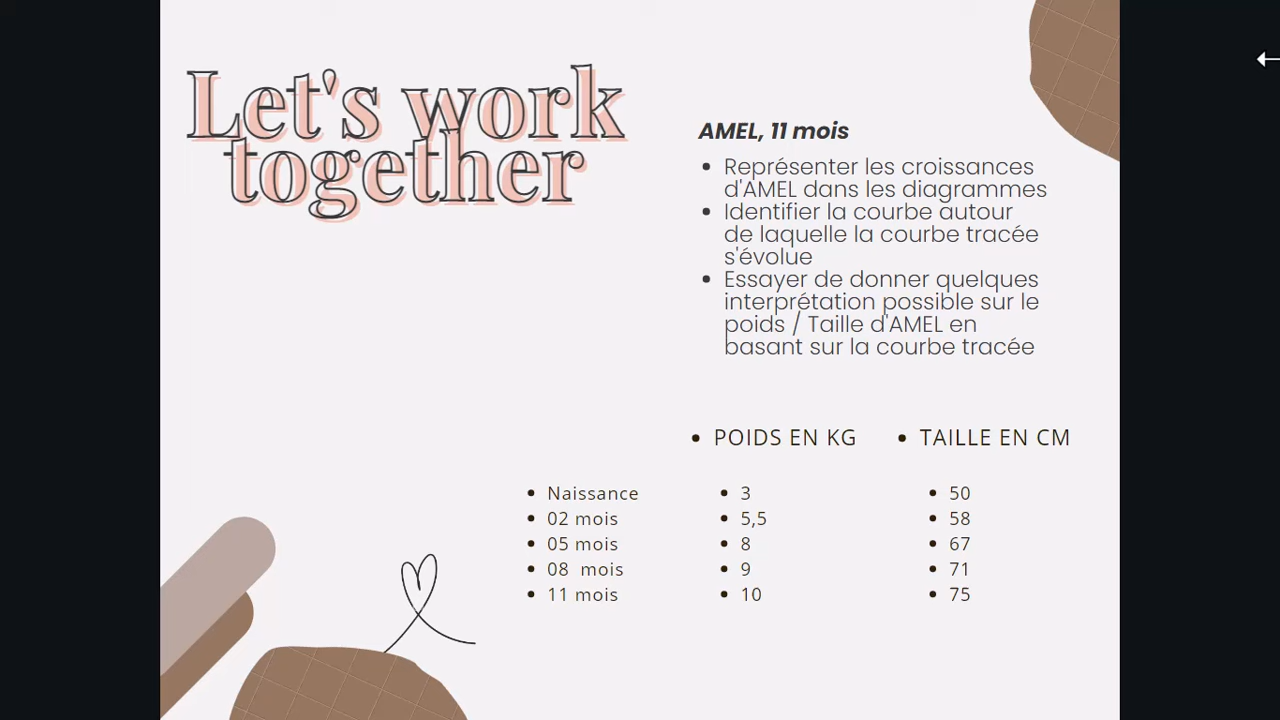 Let's work
together
AMEL, 11 mois
• Représenter les croissances
d'AMEL dans les diagrammes
• Identifier la courbe autour
de laquelle la courbe tracée
s'évolue
• Essayer de donner quelques
interprétation possible sur le
poids / Taille d'AMEL en
basant sur la courbe tracée
• POIDS EN KG • TAILLE EN CM
• Naissance • 3 • 50
• 02 mois • 5,5 • 58
• 05 mois • 8 • 67
• 08 mois • 9 • 71
• 11 mois • 10 • 75